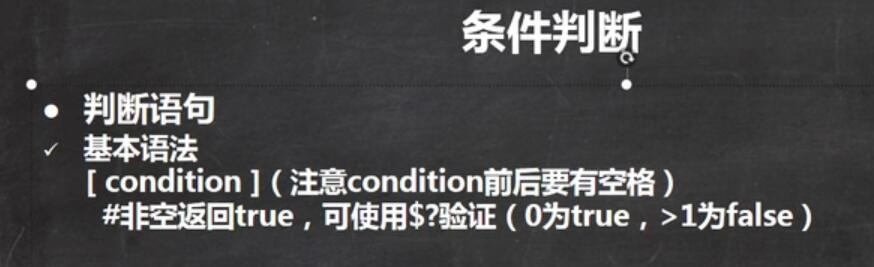 条件判断
● 判断语句
✓ 基本语法
[ condition ]（注意condition前后要有空格）
#非空返回true，可使用$?验证（0为true，>1为false）